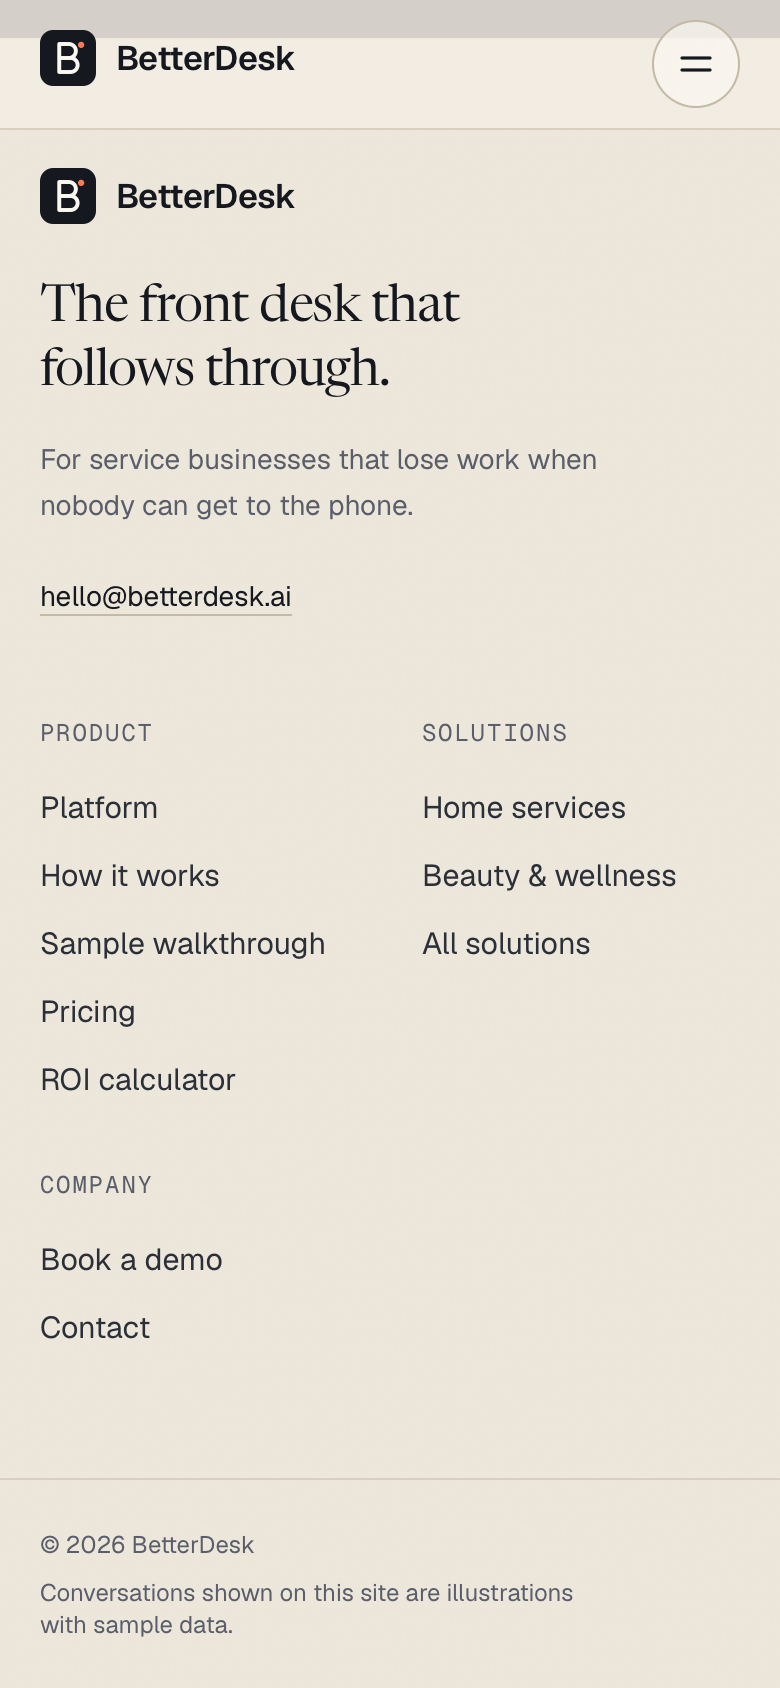 BetterDesk
BetterDesk
The front desk that
follows through.
For service businesses that lose work when
nobody can get to the phone.
hello@betterdesk.ai
PRODUCT
Platform
How it works
Sample walkthrough
Pricing
ROI calculator
SOLUTIONS
Home services
Beauty & wellness
All solutions
COMPANY
Book a demo
Contact
© 2026 BetterDesk
Conversations shown on this site are illustrations
with sample data.